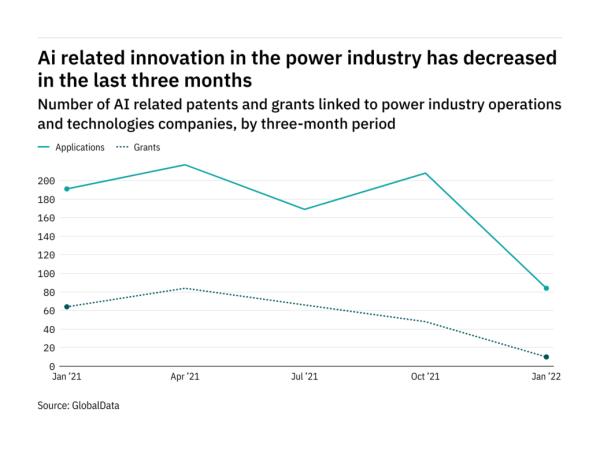 Ai related innovation in the power industry has decreased
in the last three months
Number of AI related patents and grants linked to power industry operations
and technologies companies, by three-month period
Applications Grants
200
180
160
140
120
100
80
60
40
20
0
Jan '21 Apr '21 Jul '21 Oct '21 Jan '22
Source: GlobalData